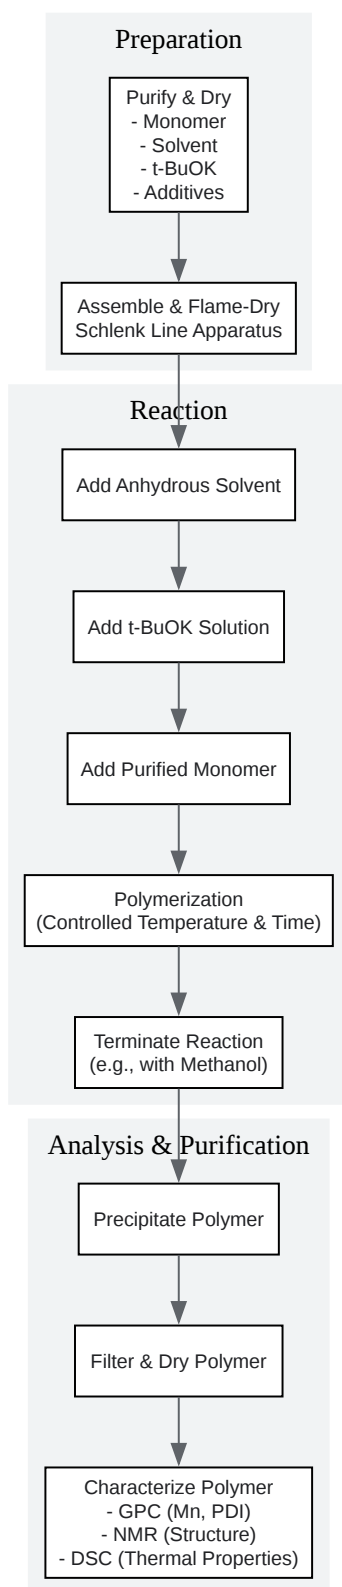 Preparation
Purify & Dry
- Monomer
- Solvent
- t-BuOK
- Additives
Assemble & Flame-Dry
Schlenk Line Apparatus
Reaction
Add Anhydrous Solvent
Add t-BuOK Solution
Add Purified Monomer
Polymerization
(Controlled Temperature & Time)
Terminate Reaction
(e.g., with Methanol)
Analysis & Purification
Precipitate Polymer
Filter & Dry Polymer
Characterize Polymer
- GPC (Mn, PDI)
- NMR (Structure)
- DSC (Thermal Properties)